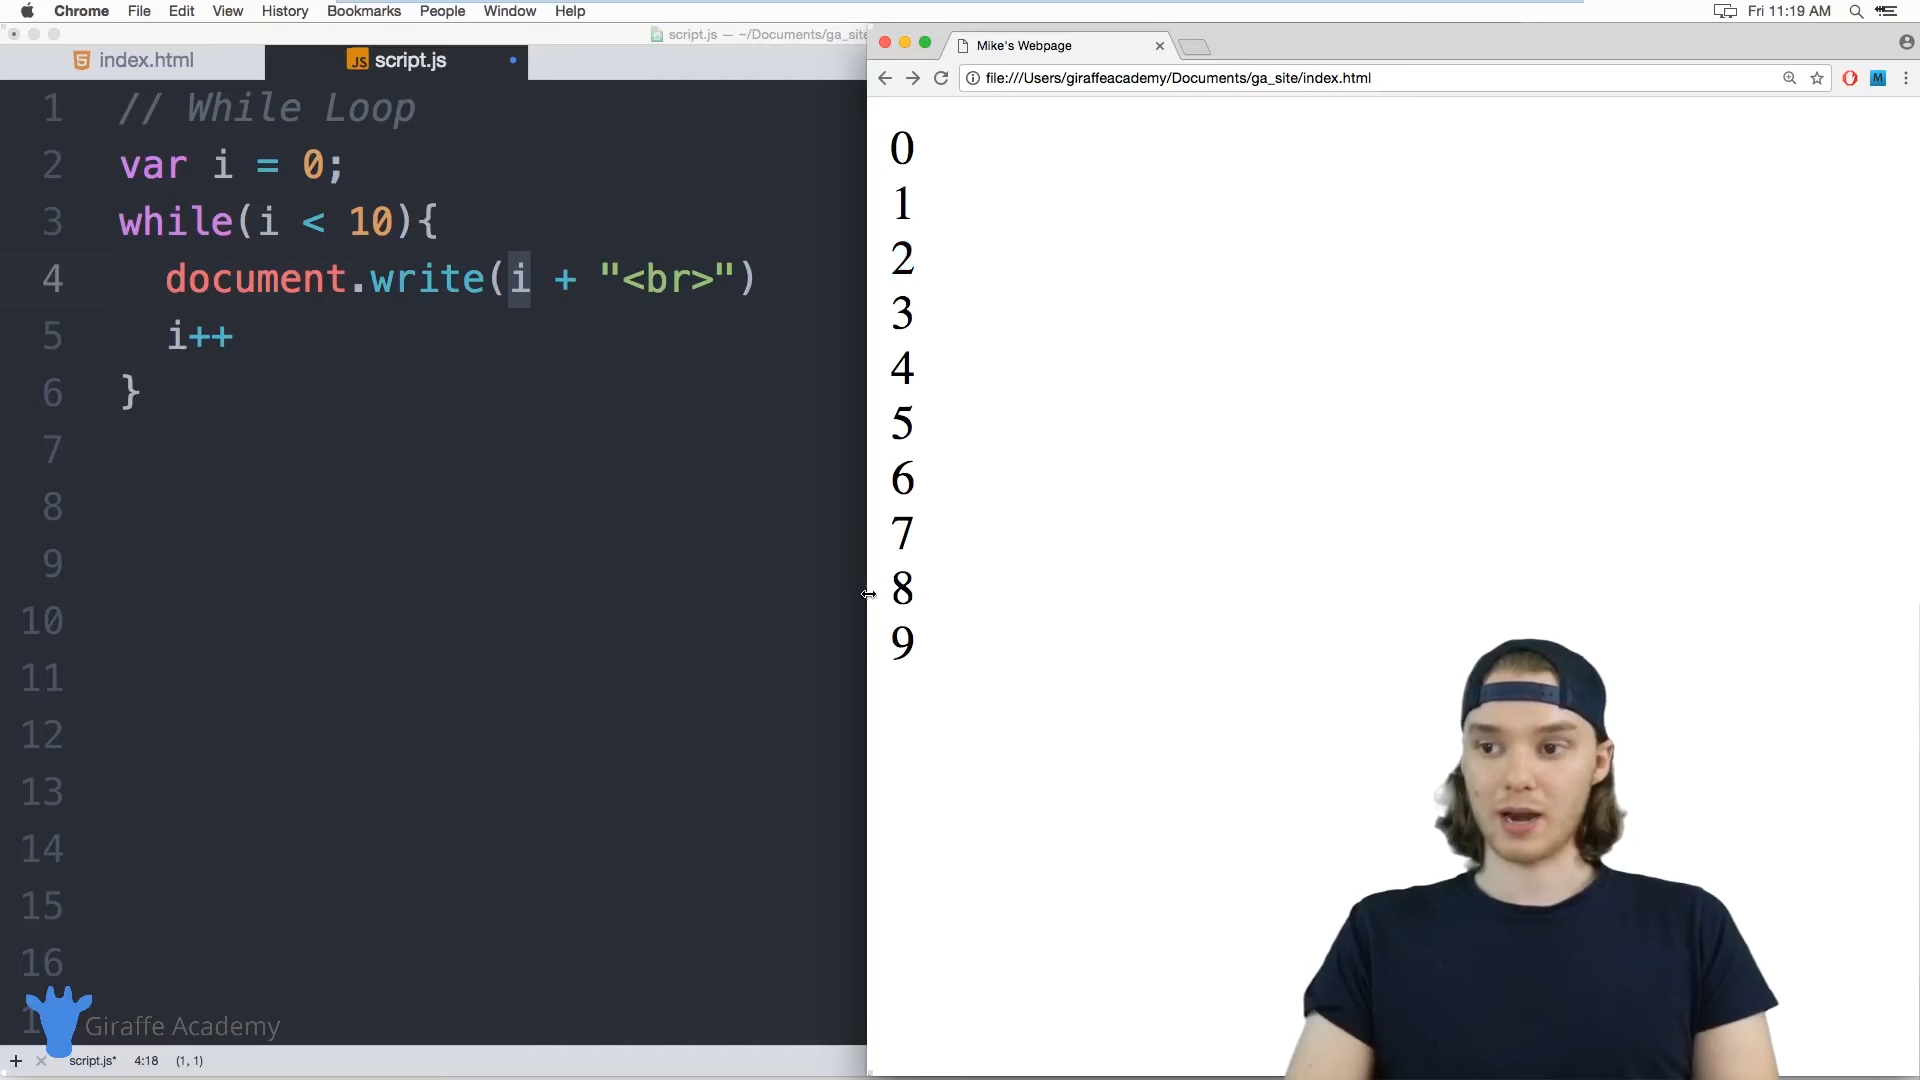 Chrome File Edit View History Bookmarks People Window Help Fri 11:19 AM
script.js — ~/Documents/ga_site
index.html script.js
Mike's Webpage
file:///Users/giraffeacademy/Documents/ga_site/index.html
1 // While Loop
2 var i = 0;
3 while(i < 10){
4 document.write(i + "<br>")
5 i++
6 }
7
8
9
10
11
12
13
14
15
16
Giraffe Academy
script.js* 4:18 (1, 1)
0
1
2
3
4
5
6
7
8
9